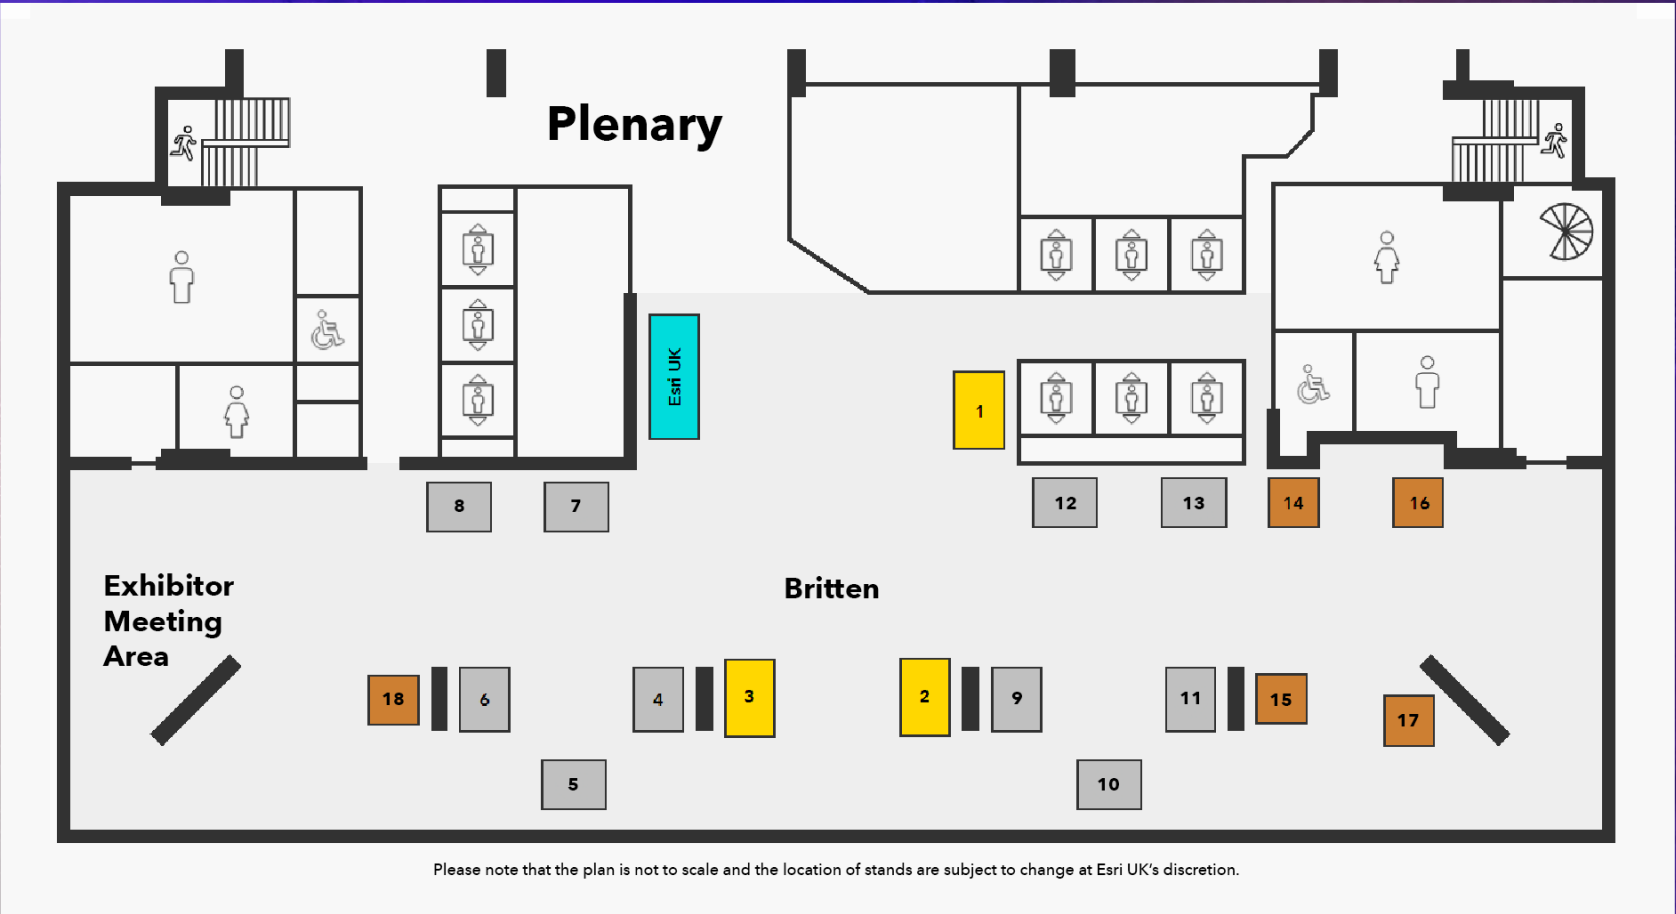 Plenary
Esri UK
1
8
7
12
13
14
16
Exhibitor
Meeting
Area
Britten
18
6
4
3
2
9
11
15
17
5
10
Please note that the plan is not to scale and the location of stands are subject to change at Esri UK’s discretion.